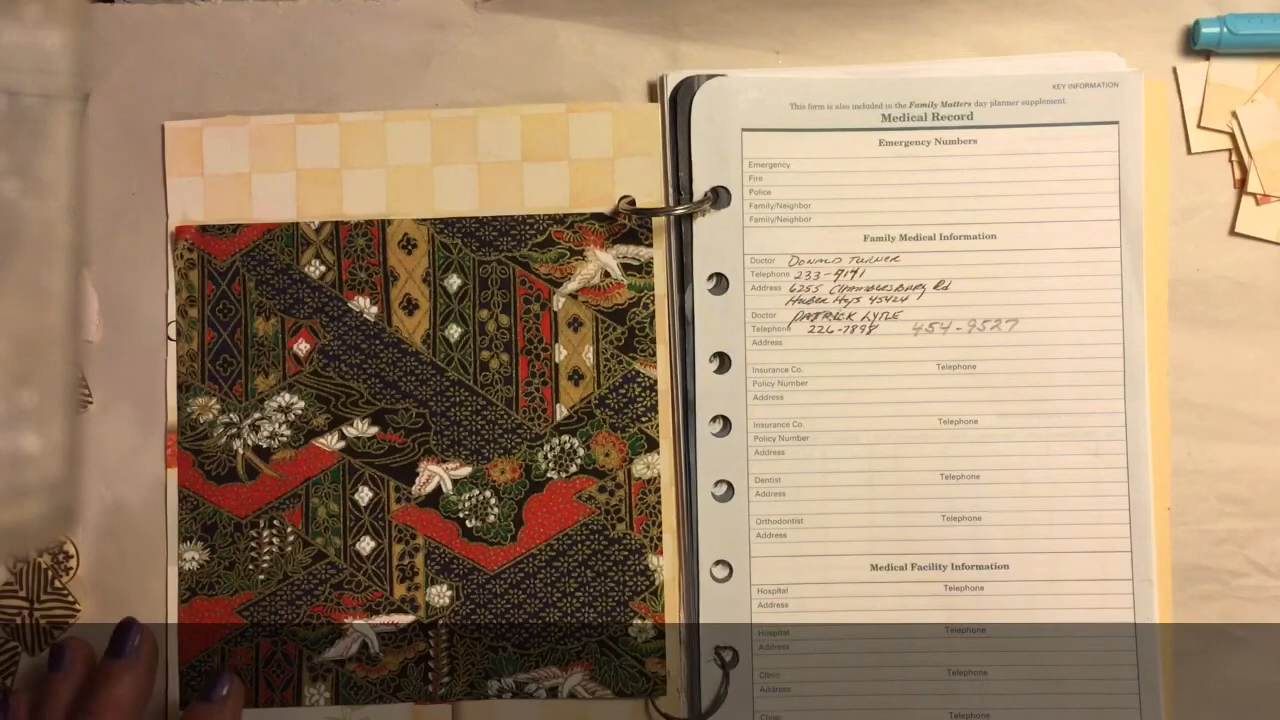 KEY INFORMATION
This form is also included in the Family Matters day planner supplement.
Medical Record
Emergency Numbers
Emergency
Fire
Police
Family/Neighbor
Family/Neighbor
Family Medical Information
Doctor DONALD TURNER
Telephone 233-9141
Address 6255 Chambersburg Rd
Huber Hgs 45424
Doctor PATRICK LYTLE
Telephone 226-7898 454-9527
Address
Insurance Co. Telephone
Policy Number
Address
Insurance Co. Telephone
Policy Number
Address
Dentist Telephone
Address
Orthodontist Telephone
Address
Medical Facility Information
Hospital Telephone
Address
Hospital Telephone
Address
Clinic Telephone
Address
Clinic Telephone